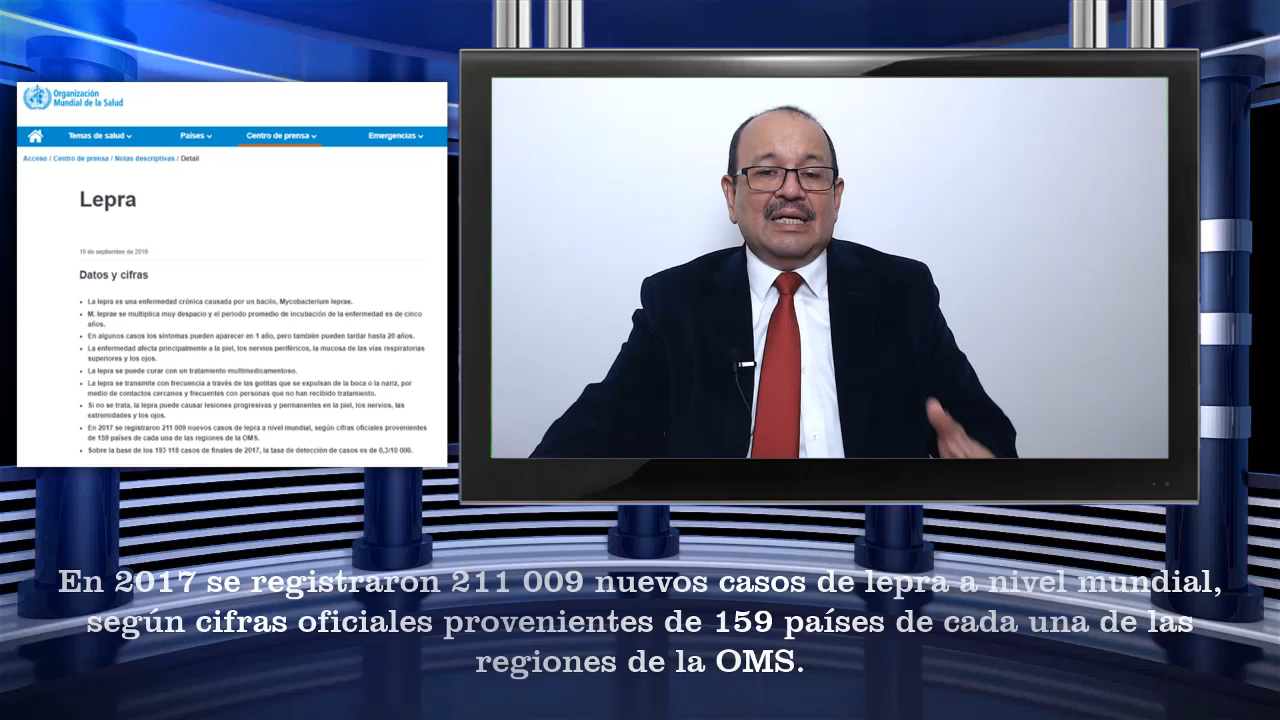 Organización
Mundial de la Salud
Temas de salud
Países
Centro de prensa
Emergencias
Acceso / Centro de prensa / Notas descriptivas / Detail
Lepra
10 de septiembre de 2019
Datos y cifras
La lepra es una enfermedad crónica causada por un bacilo, Mycobacterium leprae.
M. leprae se multiplica muy despacio y el periodo promedio de incubación de la enfermedad es de cinco
años.
En algunos casos los síntomas pueden aparecer en 1 año, pero también pueden tardar hasta 20 años.
La enfermedad afecta principalmente a la piel, los nervios periféricos, la mucosa de las vías respiratorias
superiores y los ojos.
La lepra se puede curar con un tratamiento multimedicamentoso.
La lepra se transmite con frecuencia a través de las gotitas que se expulsan de la boca o la nariz, por
medio de contactos cercanos y frecuentes con personas que no han recibido tratamiento.
Si no se trata, la lepra puede causar lesiones progresivas y permanentes en la piel, los nervios, las
extremidades y los ojos.
En 2017 se registraron 211 009 nuevos casos de lepra a nivel mundial, según cifras oficiales provenientes
de 159 países de cada una de las regiones de la OMS.
Sobre la base de los 193 118 casos de finales de 2017, la tasa de detección de casos es de 0,3/10 000.
En 2017 se registraron 211 009 nuevos casos de lepra a nivel mundial,
según cifras oficiales provenientes de 159 países de cada una de las
regiones de la OMS.